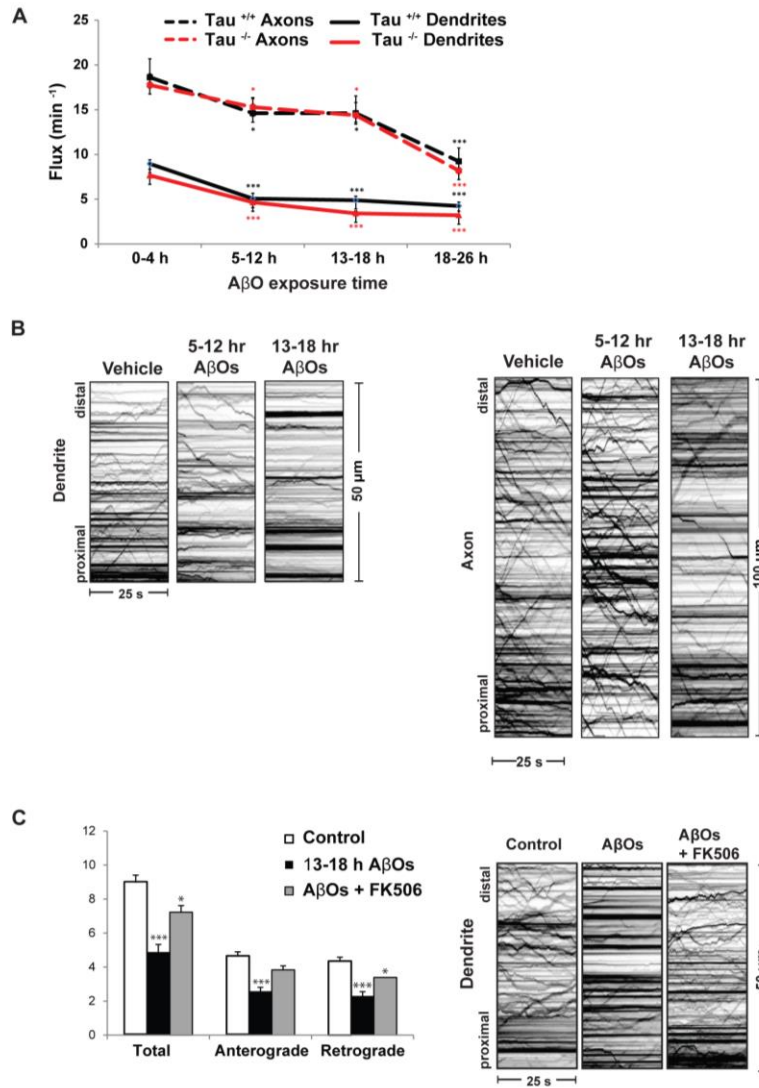 A
Tau +/+ Axons Tau +/+ Dendrites
Tau -/- Axons Tau -/- Dendrites
Flux (min -1)
25
20
15
10
5
0
* * * * *** *** *** *** *** *** *** ***
0-4 h 5-12 h 13-18 h 18-26 h
AβO exposure time
B
Vehicle
5-12 hr
AβOs
13-18 hr
AβOs
distal
Dendrite
proximal
50 μm
25 s
Vehicle
5-12 hr
AβOs
13-18 hr
AβOs
distal
Axon
proximal
100 μm
25 s
C
Control
13-18 h AβOs
AβOs + FK506
12
10
8
6
4
2
0
*** * *** *** *
Total Anterograde Retrograde
Control
AβOs
AβOs
+ FK506
distal
Dendrite
proximal
50 μm
25 s